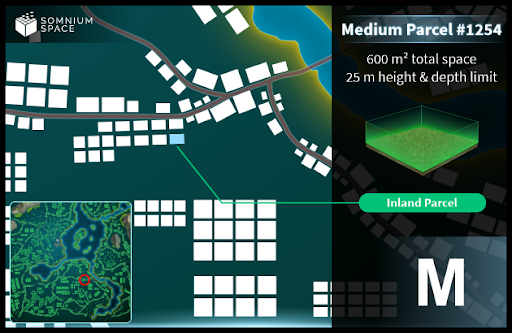 SOMNIUM
SPACE
Medium Parcel #1254
600 m² total space
25 m height & depth limit
Inland Parcel
M